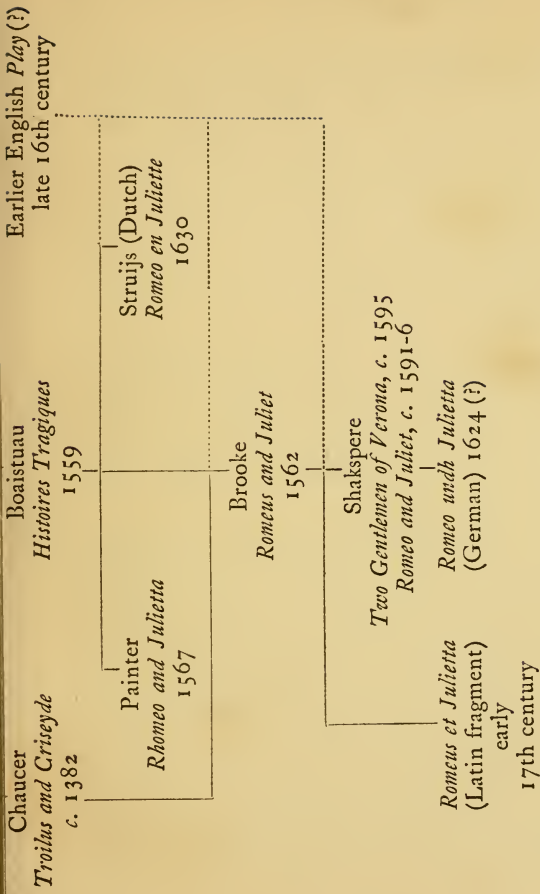 Chaucer
Troilus and Criseyde
c. 1382
Boaistuau
Histoires Tragiques
1559
Earlier English Play (?)
late 16th century
Painter
Rhomeo and Julietta
1567
Struijs (Dutch)
Romeo en Juliette
1630
Brooke
Romeus and Juliet
1562
Shakspere
Two Gentlemen of Verona, c. 1595
Romeo and Juliet, c. 1591-6
Romeus et Julietta
(Latin fragment)
early
17th century
Romeo undh Julietta
(German) 1624 (?)